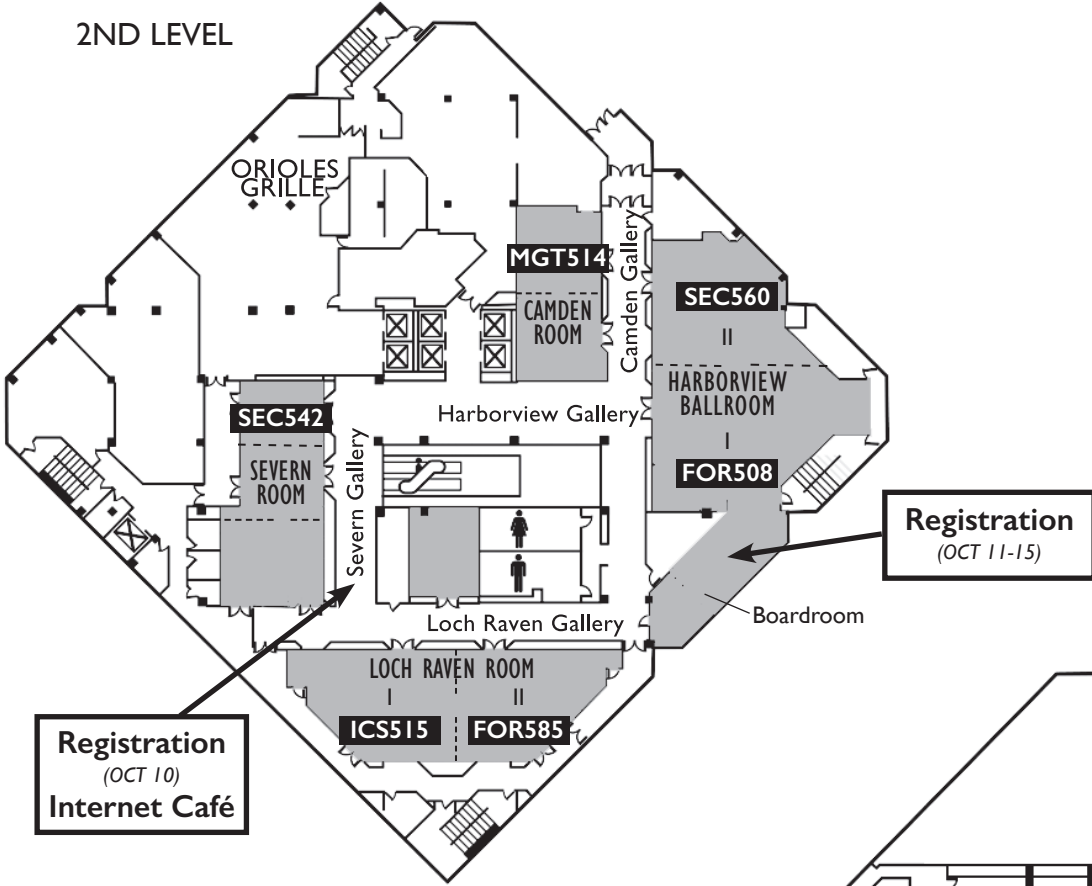 2ND LEVEL
ORIOLES
GRILLE
MGT514
CAMDEN
ROOM
Camden Gallery
SEC560
II
HARBORVIEW
BALLROOM
I
FOR508
Harborview Gallery
SEC542
SEVERN
ROOM
Severn Gallery
Registration
(OCT 11-15)
Boardroom
Loch Raven Gallery
LOCH RAVEN ROOM
I II
ICS515 FOR585
Registration
(OCT 10)
Internet Café